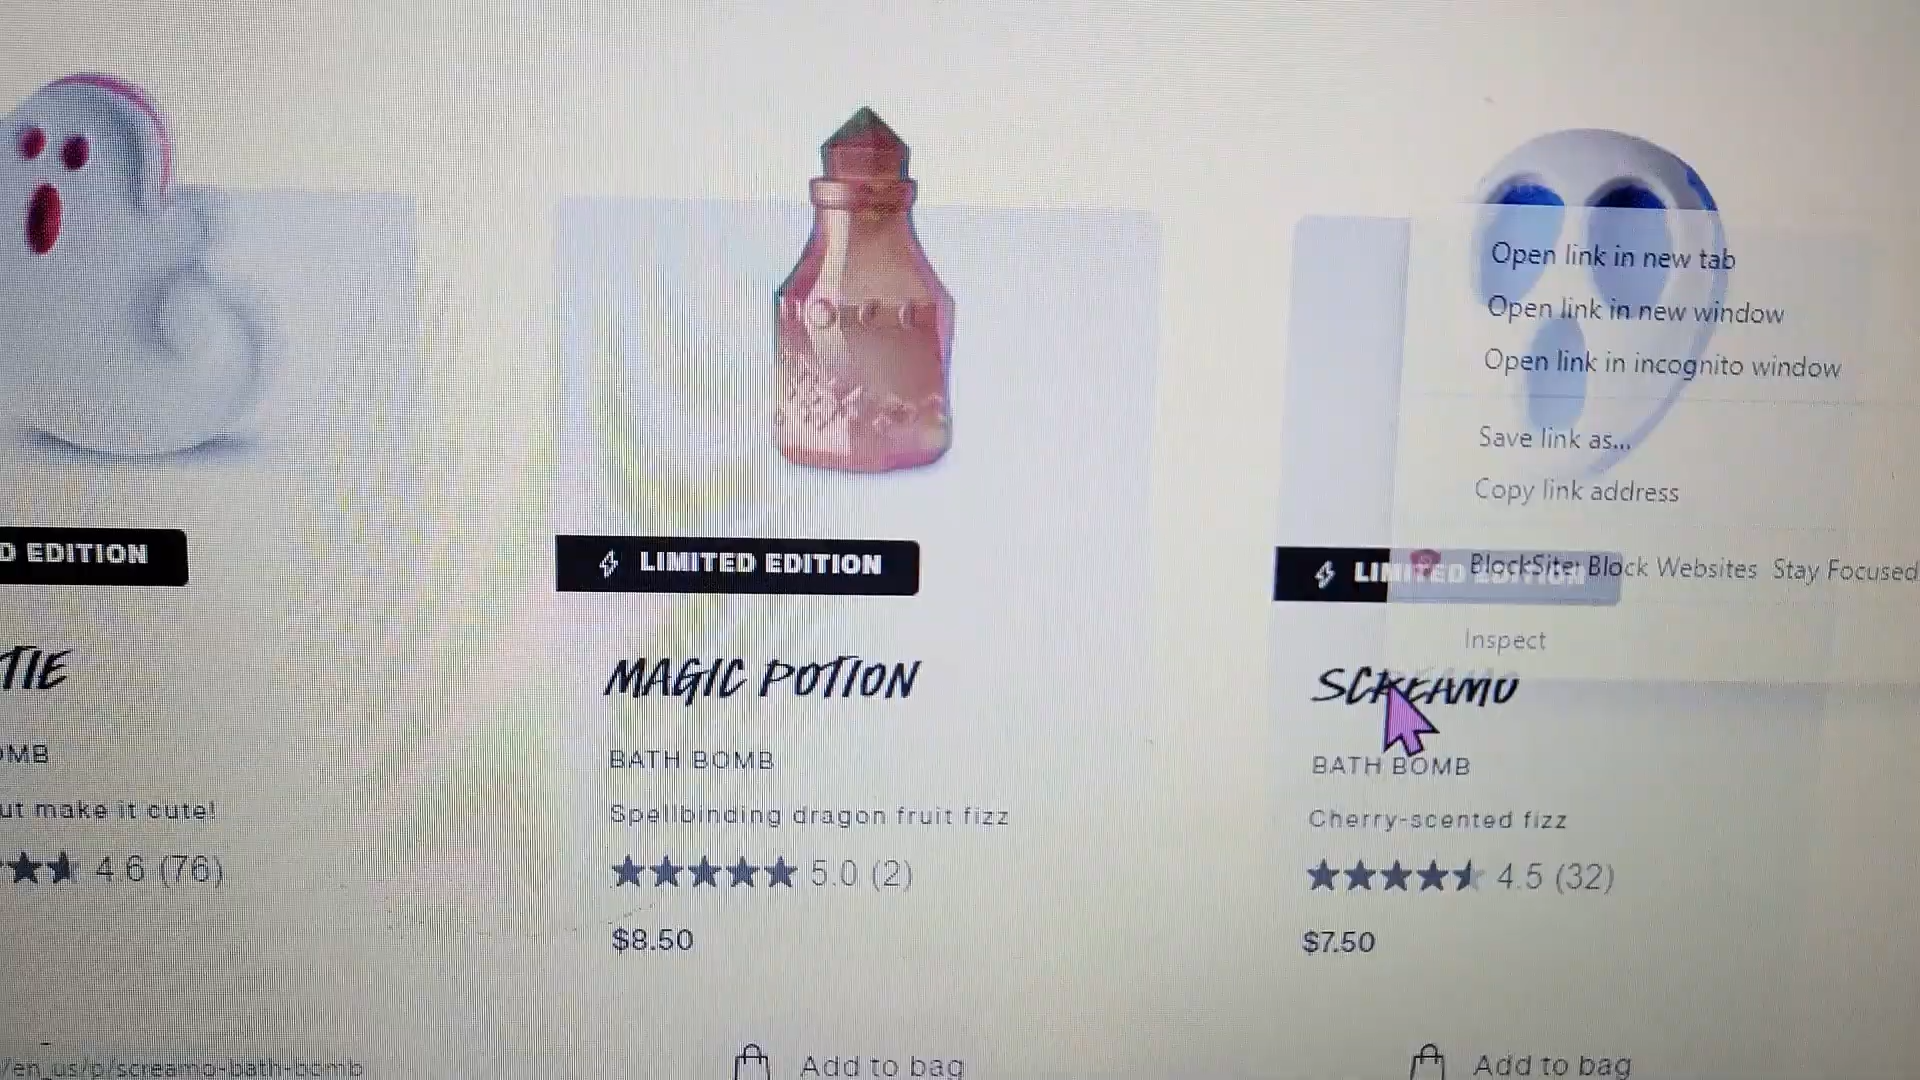 D EDITION
TIE
OMB
ut make it cute!
4.6 (76)
/en_us/p/screamo-bath-bomb
LIMITED EDITION
MAGIC POTION
BATH BOMB
Spellbinding dragon fruit fizz
5.0 (2)
$8.50
Add to bag
Open link in new tab
Open link in new window
Open link in incognito window
Save link as...
Copy link address
BlockSite: Block Websites Stay Focused
Inspect
LIMITED EDITION
SCREAMO
BATH BOMB
Cherry-scented fizz
4.5 (32)
$7.50
Add to bag